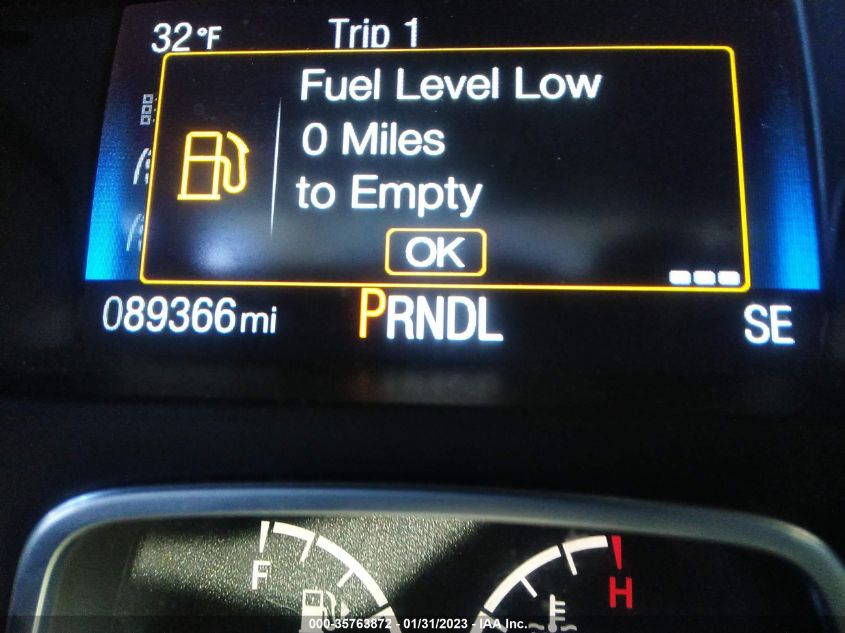 32°F Trip 1
Fuel Level Low
0 Miles
to Empty
OK
089366mi PRNDL SE
F H
000-35763872 - 01/31/2023 - IAA Inc.